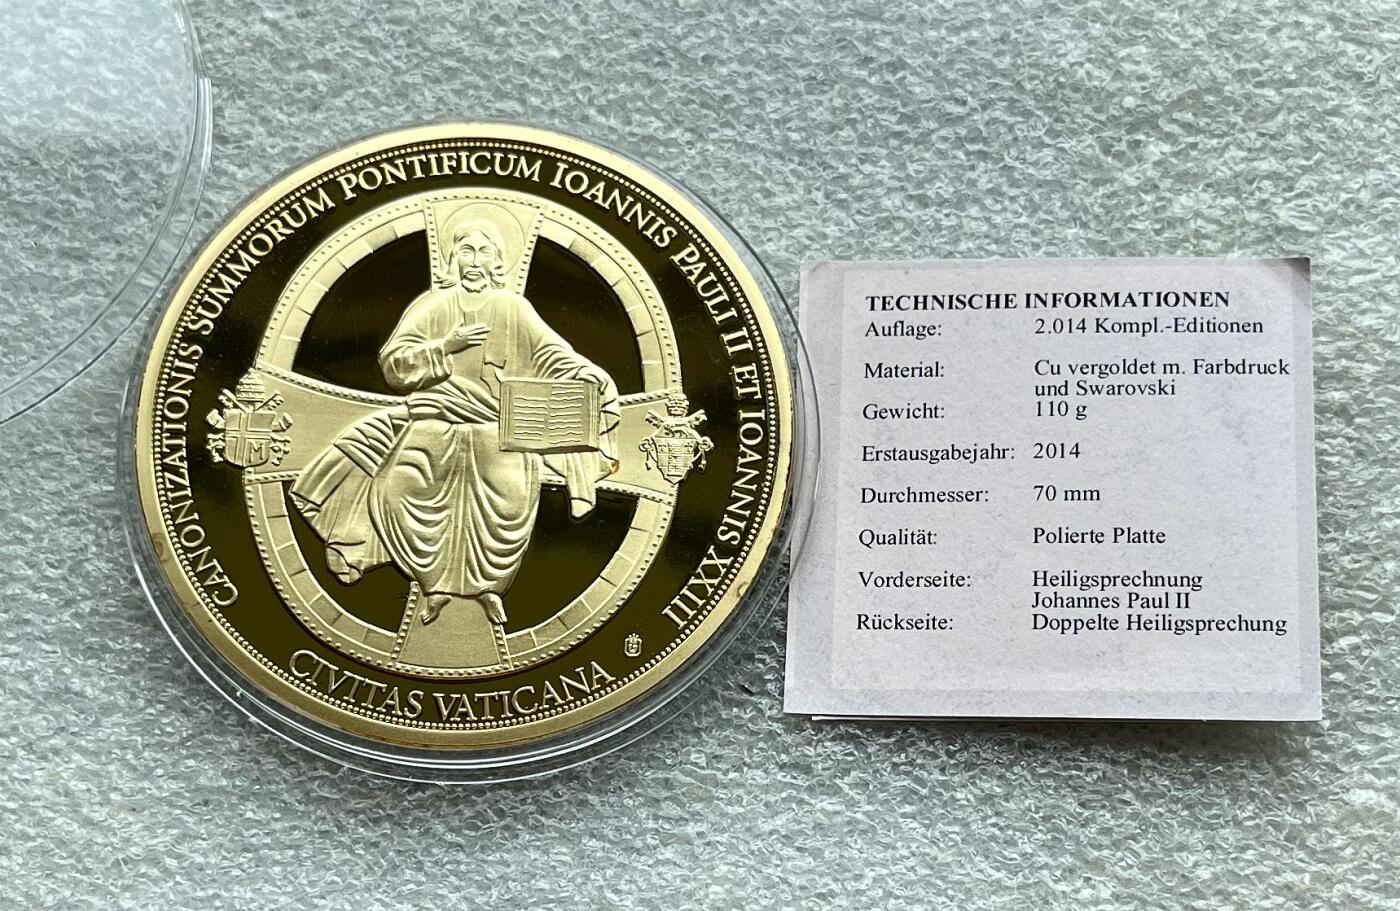 CANONIZATIONIS SUMMORUM PONTIFICUM IOANNIS PAULI II ET IOANNIS XXIII
CIVITAS VATICANA
M
TECHNISCHE INFORMATIONEN
Auflage: 2.014 Kompl.-Editionen
Material: Cu vergoldet m. Farbdruck
und Swarovski
Gewicht: 110 g
Erstausgabejahr: 2014
Durchmesser: 70 mm
Qualität: Polierte Platte
Vorderseite: Heiligsprechnung
Johannes Paul II
Rückseite: Doppelte Heiligsprechung